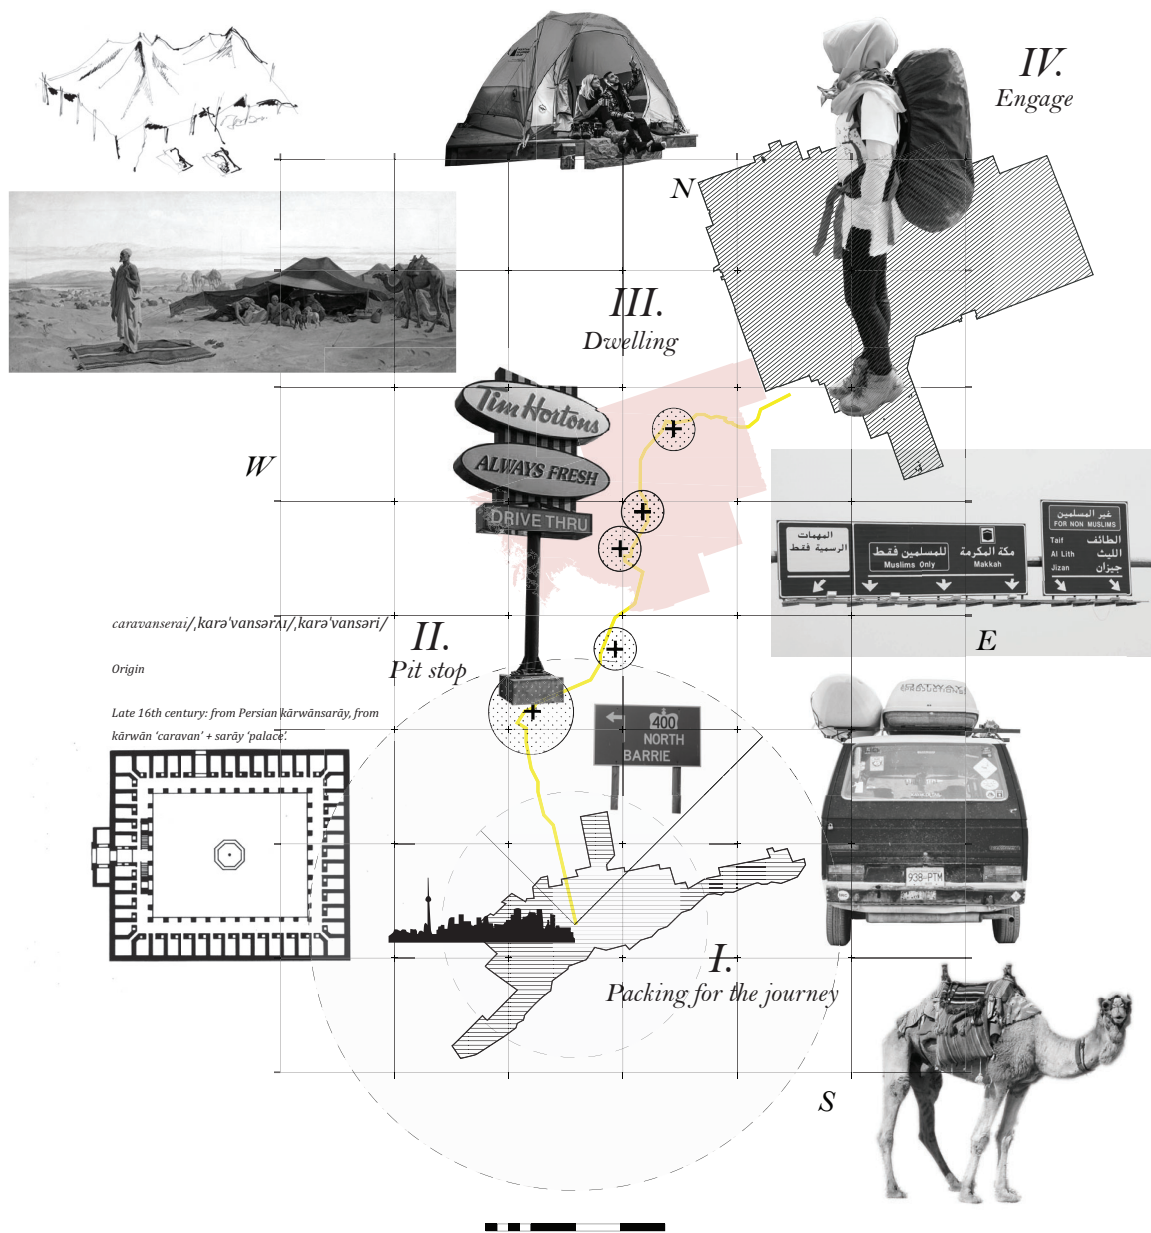 IV.
Engage
N
III.
Dwelling
Tim Hortons
ALWAYS FRESH
DRIVE THRU
W
المهمات
الرسمية فقط
للمسلمين فقط
Muslims Only
مكة المكرمة
Makkah
غير المسلمين
FOR NON MUSLIMS
Taif الطائف
Al Lith الليث
Jizan جيزان
E
caravanserai/ˌkarəˈvansərʌɪ/ˌkarəˈvansəri/
Origin
Late 16th century: from Persian kārwānsarāy, from
kārwān ‘caravan’ + sarāy ‘palace’.
II.
Pit stop
400
NORTH
BARRIE
938-PTM
I.
Packing for the journey
S